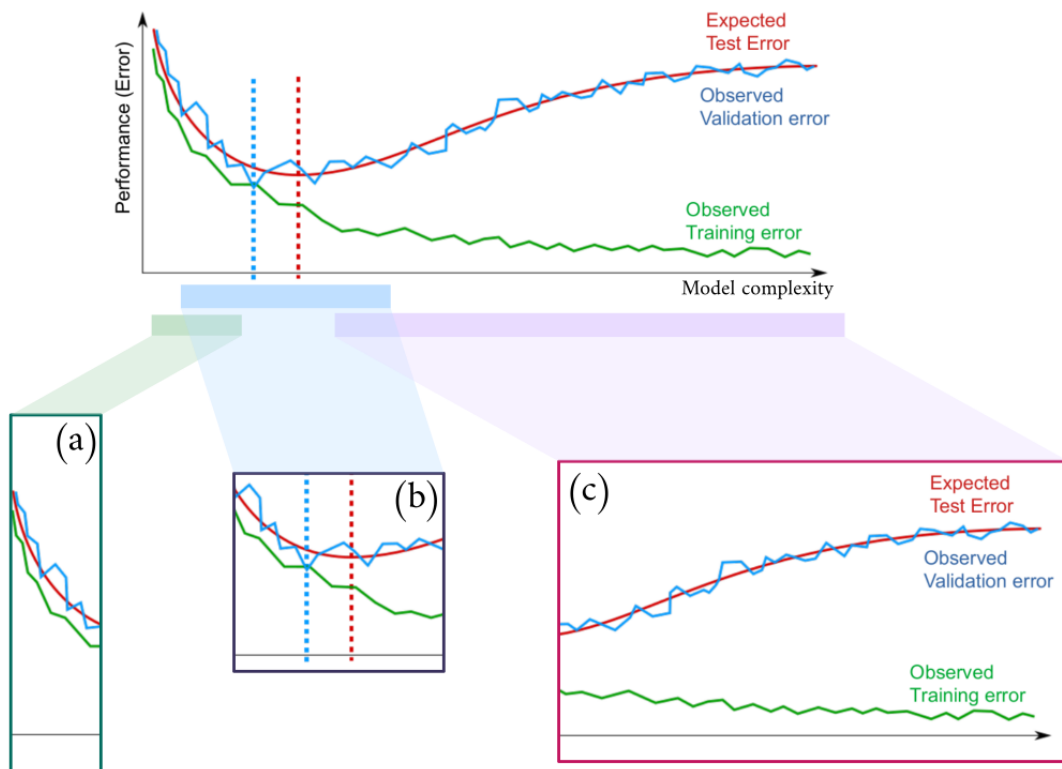 Expected
Test Error
Observed
Validation error
Performance (Error)
Observed
Training error
Model complexity
(a)
(b)
(c)
Expected
Test Error
Observed
Validation error
Observed
Training error